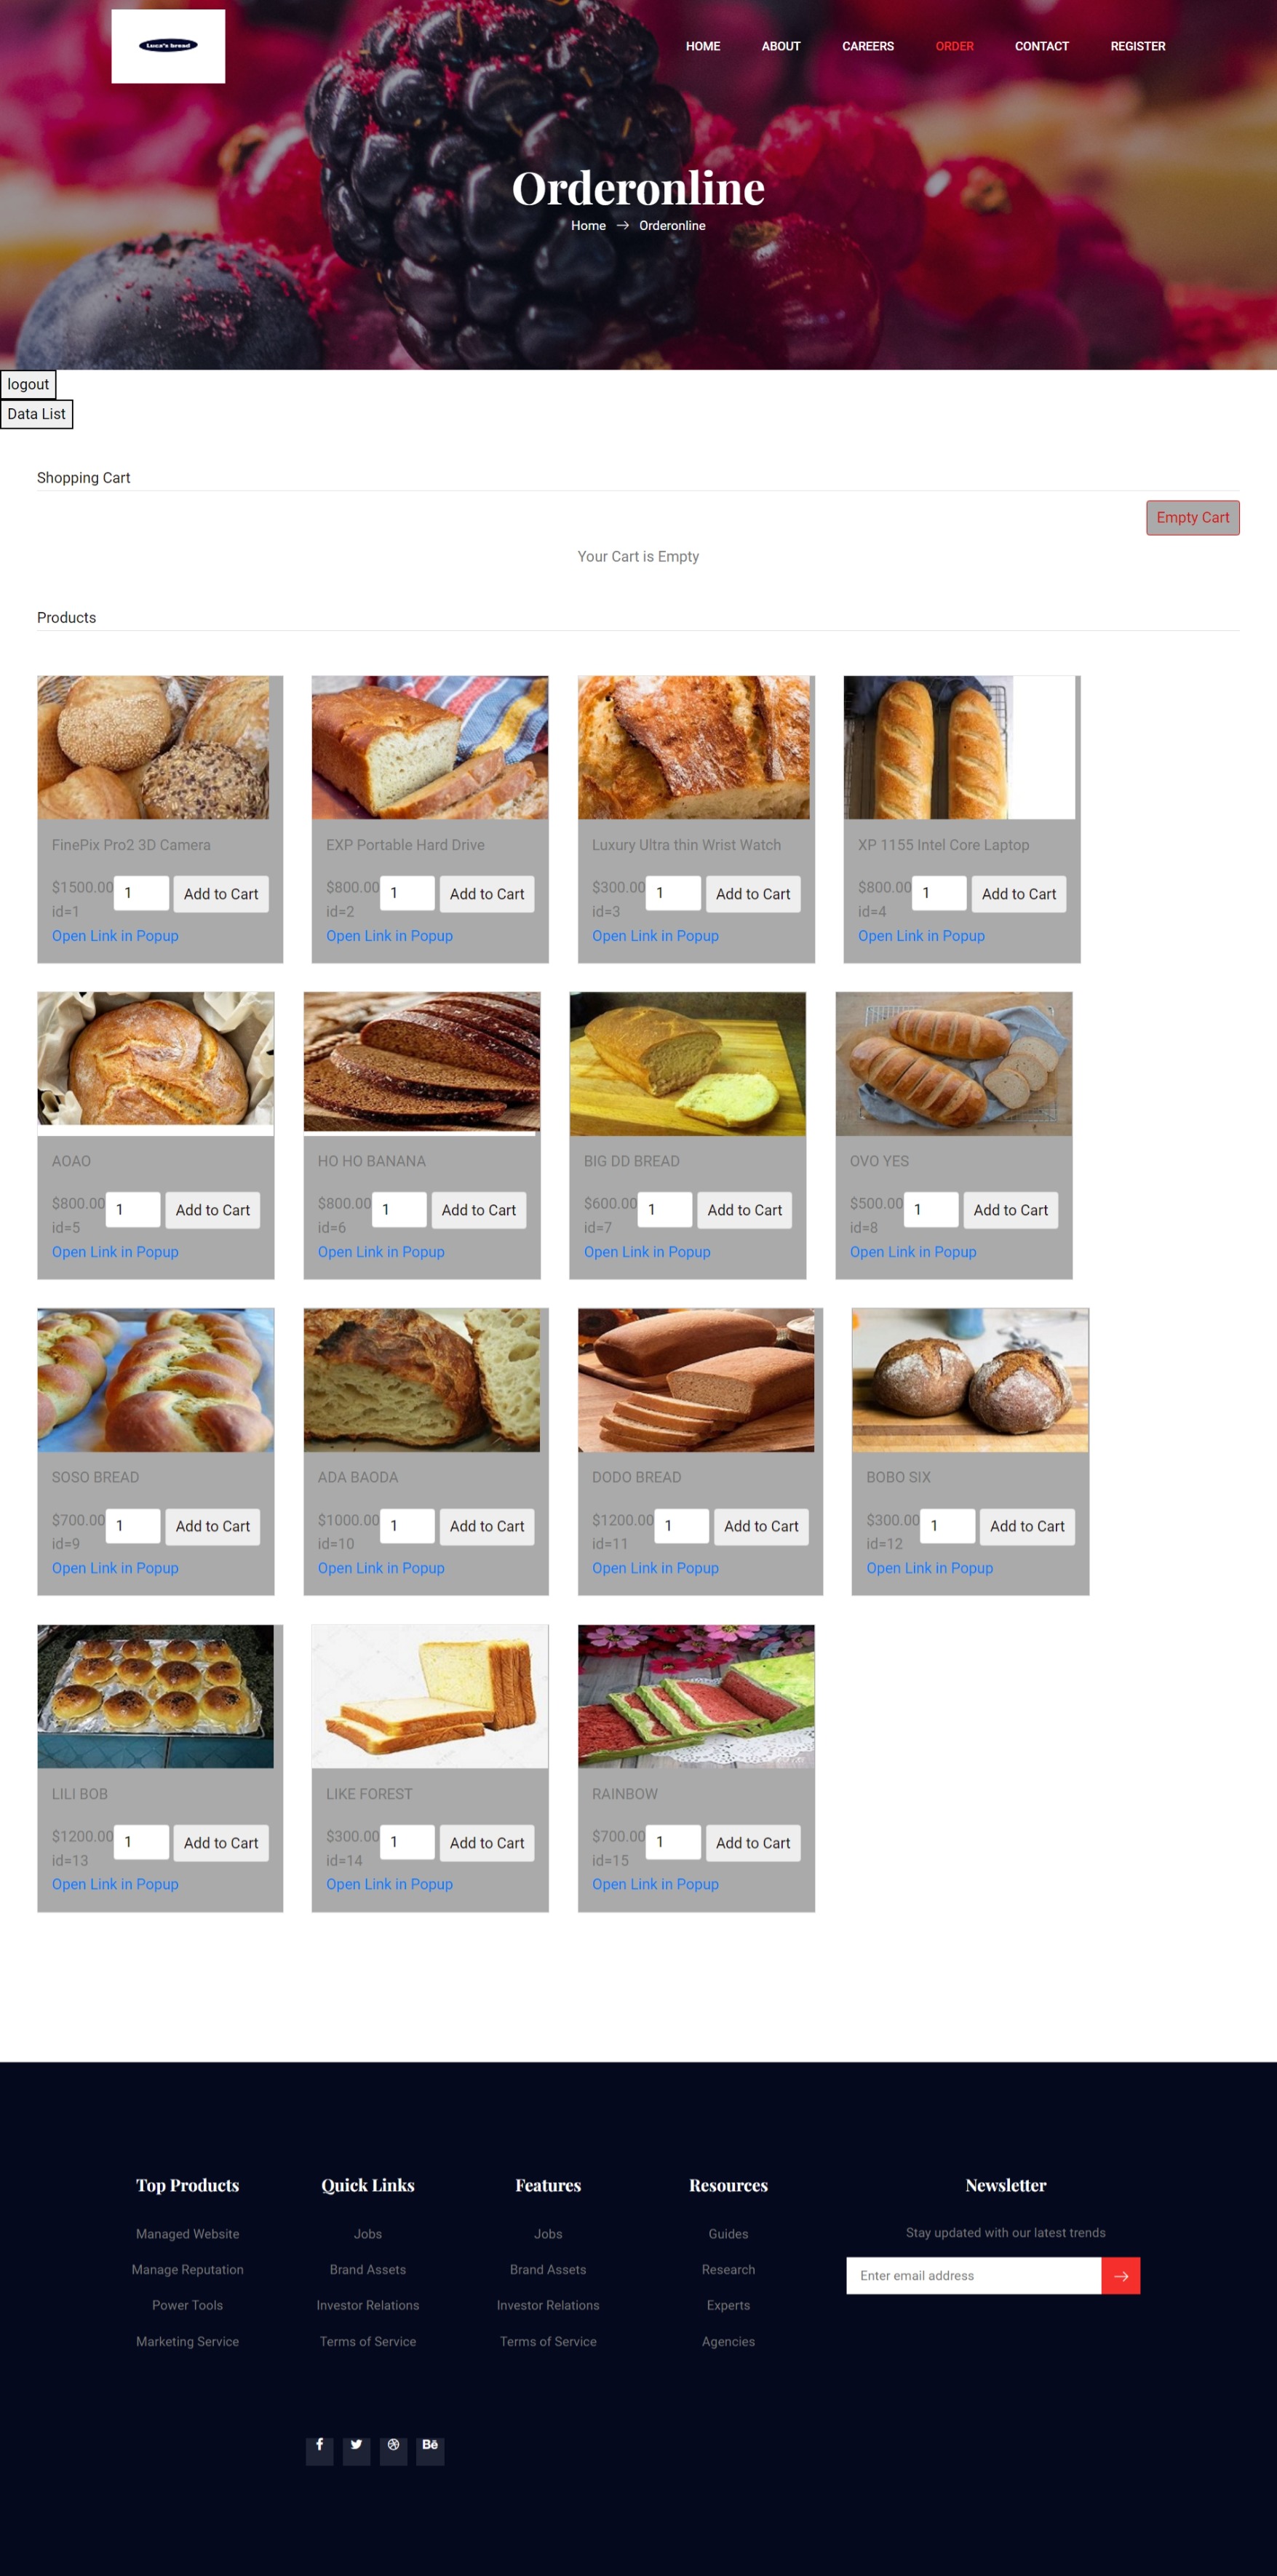 Luca's bread
HOME ABOUT CAREERS ORDER CONTACT REGISTER
Orderonline
Home → Orderonline
logout
Data List
Shopping Cart
Empty Cart
Your Cart is Empty
Products
FinePix Pro2 3D Camera
$1500.00 1 Add to Cart
id=1
Open Link in Popup
EXP Portable Hard Drive
$800.00 1 Add to Cart
id=2
Open Link in Popup
Luxury Ultra thin Wrist Watch
$300.00 1 Add to Cart
id=3
Open Link in Popup
XP 1155 Intel Core Laptop
$800.00 1 Add to Cart
id=4
Open Link in Popup
AOAO
$800.00 1 Add to Cart
id=5
Open Link in Popup
HO HO BANANA
$800.00 1 Add to Cart
id=6
Open Link in Popup
BIG DD BREAD
$600.00 1 Add to Cart
id=7
Open Link in Popup
OVO YES
$500.00 1 Add to Cart
id=8
Open Link in Popup
SOSO BREAD
$700.00 1 Add to Cart
id=9
Open Link in Popup
ADA BAODA
$1000.00 1 Add to Cart
id=10
Open Link in Popup
DODO BREAD
$1200.00 1 Add to Cart
id=11
Open Link in Popup
BOBO SIX
$300.00 1 Add to Cart
id=12
Open Link in Popup
LILI BOB
$1200.00 1 Add to Cart
id=13
Open Link in Popup
LIKE FOREST
$300.00 1 Add to Cart
id=14
Open Link in Popup
RAINBOW
$700.00 1 Add to Cart
id=15
Open Link in Popup
Top Products
Managed Website
Manage Reputation
Power Tools
Marketing Service
Quick Links
Jobs
Brand Assets
Investor Relations
Terms of Service
Features
Jobs
Brand Assets
Investor Relations
Terms of Service
Resources
Guides
Research
Experts
Agencies
Newsletter
Stay updated with our latest trends
Enter email address →
Bē